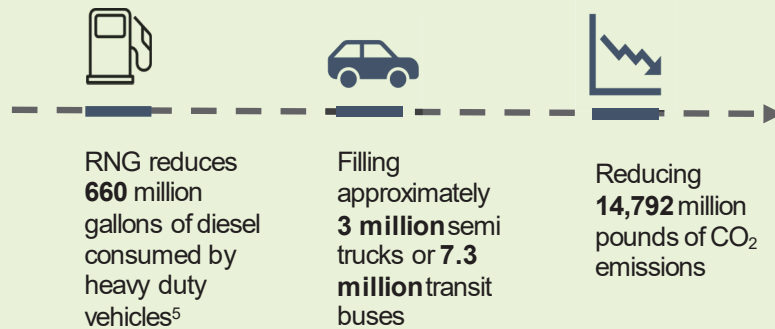 RNG reduces
660 million
gallons of diesel
consumed by
heavy duty
vehicles⁵
Filling
approximately
3 million semi
trucks or 7.3
million transit
buses
Reducing
14,792 million
pounds of CO₂
emissions